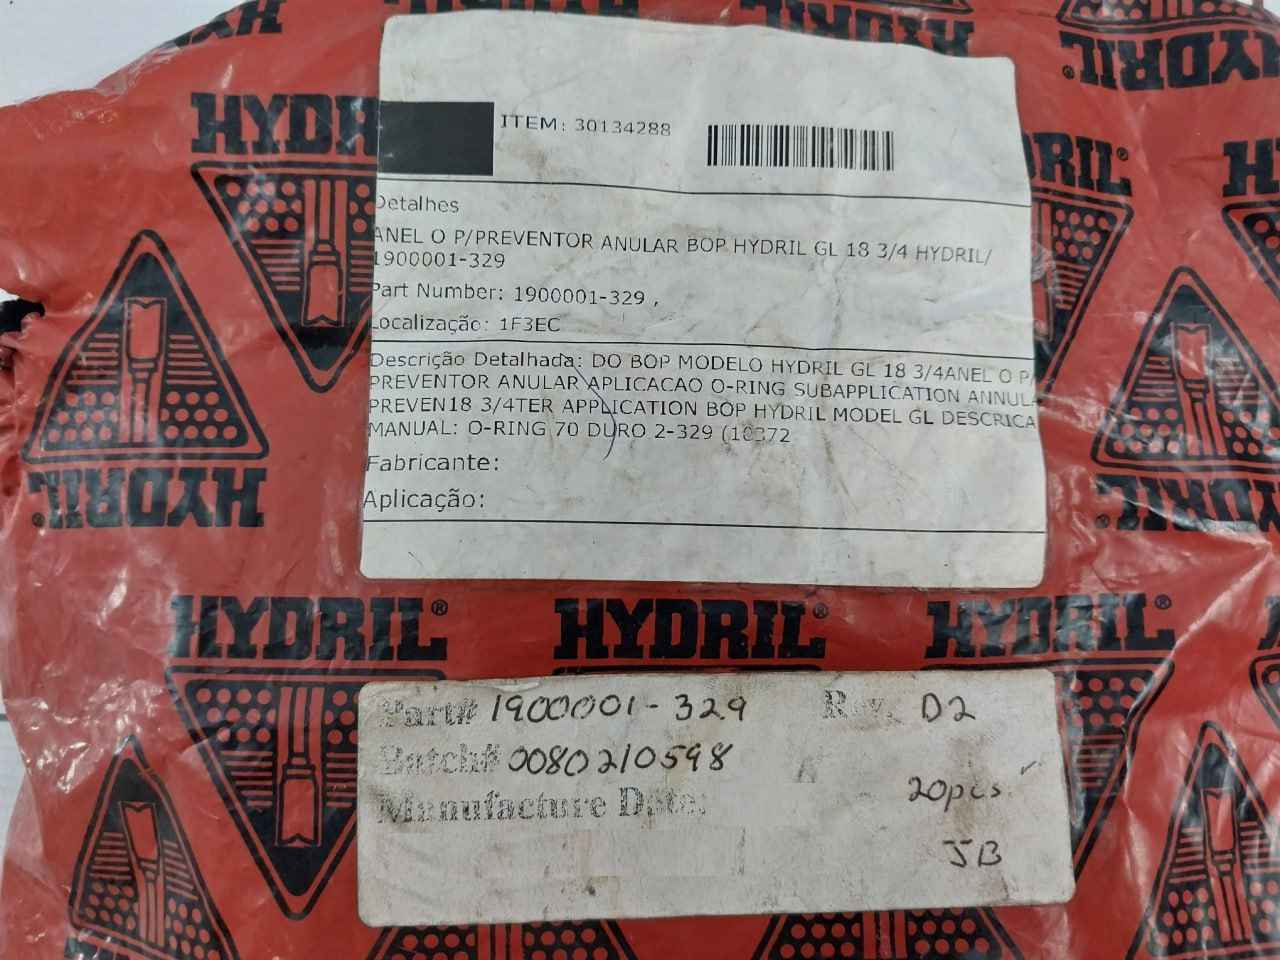 HYDRIL
ITEM: 30134288
Detalhes
ANEL O P/PREVENTOR ANULAR BOP HYDRIL GL 18 3/4 HYDRIL/
1900001-329
Part Number: 1900001-329 ,
Localização: 1F3EC
Descrição Detalhada: DO BOP MODELO HYDRIL GL 18 3/4ANEL O P/
PREVENTOR ANULAR APLICACAO O-RING SUBAPPLICATION ANNULA
PREVEN18 3/4TER APPLICATION BOP HYDRIL MODEL GL DESCRICA
MANUAL: O-RING 70 DURO 2-329
Fabricante:
Aplicação:
HYDRIL
HYDRIL® HYDRIL® HYDRIL®
Part# 1900001-329 Rev. D2
Batch# 0080210598
20pcs.
Manufacture Date:
JB